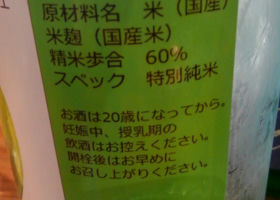 原材料名　米（国産）
米麹（国産米）
精米歩合　60％
スペック　特別純米
お酒は20歳になってから。
妊娠中、授乳期の
飲酒はお控えください。
開栓後はお早めに
お召し上がりください。